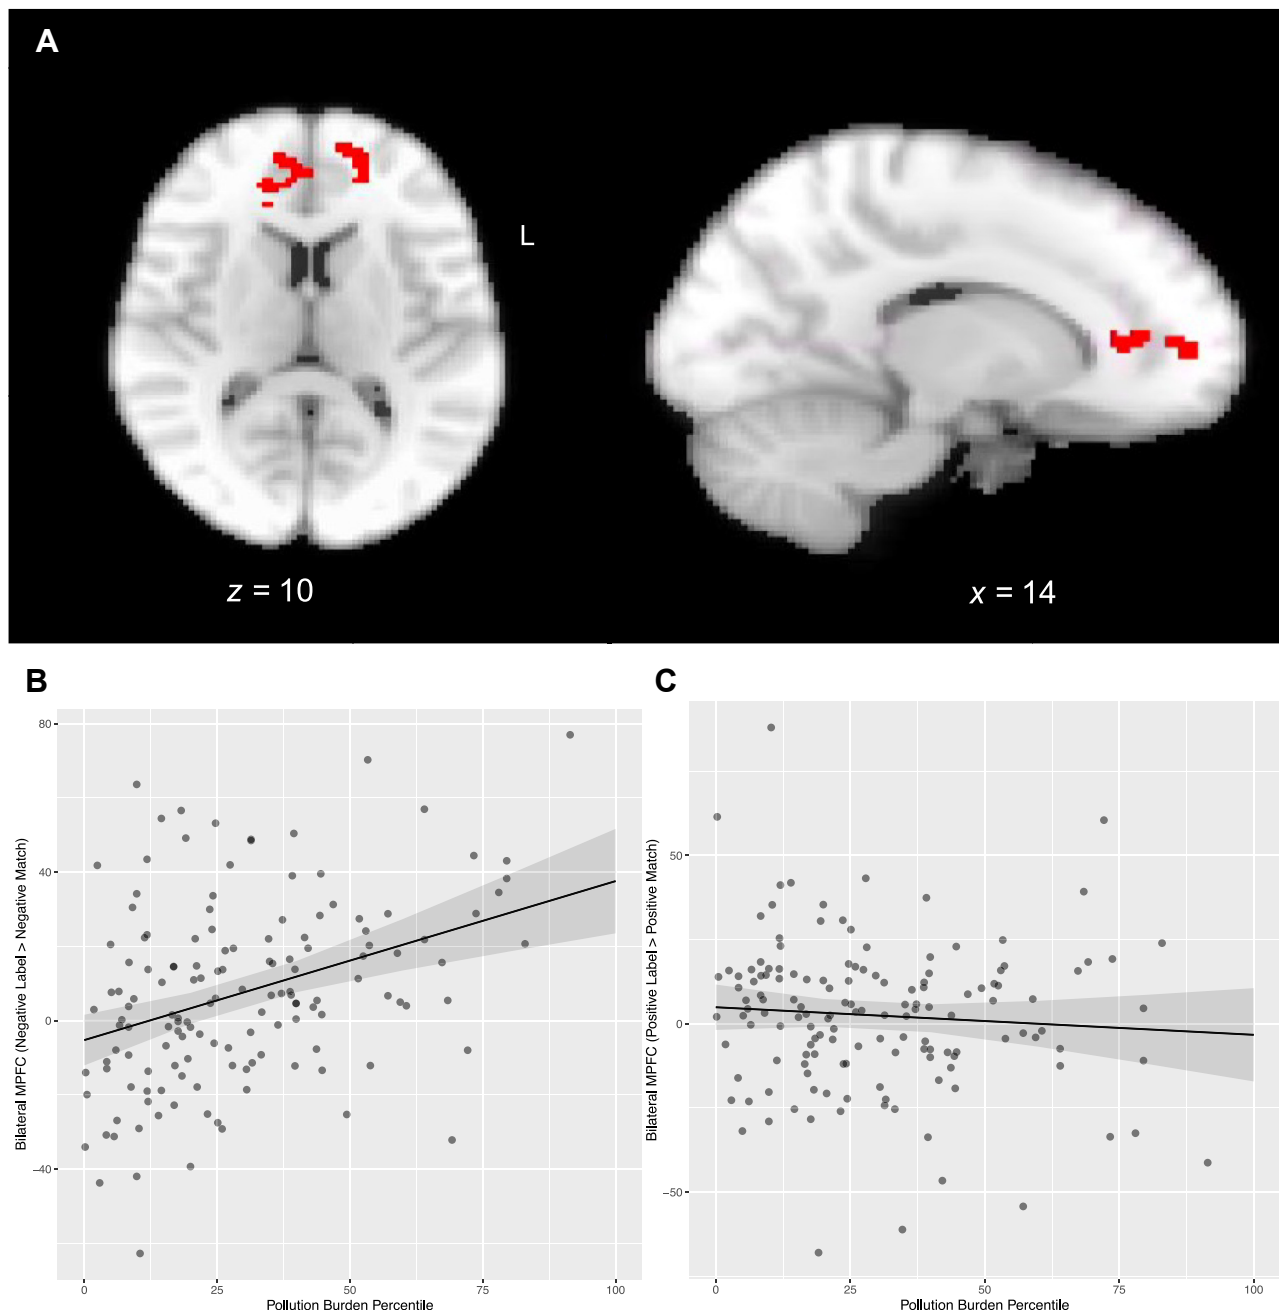 A
L
z = 10
x = 14
B
Bilateral MPFC (Negative Label > Negative Match)
80
40
0
−40
0 25 50 75 100
Pollution Burden Percentile
C
Bilateral MPFC (Positive Label > Positive Match)
50
0
−50
0 25 50 75 100
Pollution Burden Percentile